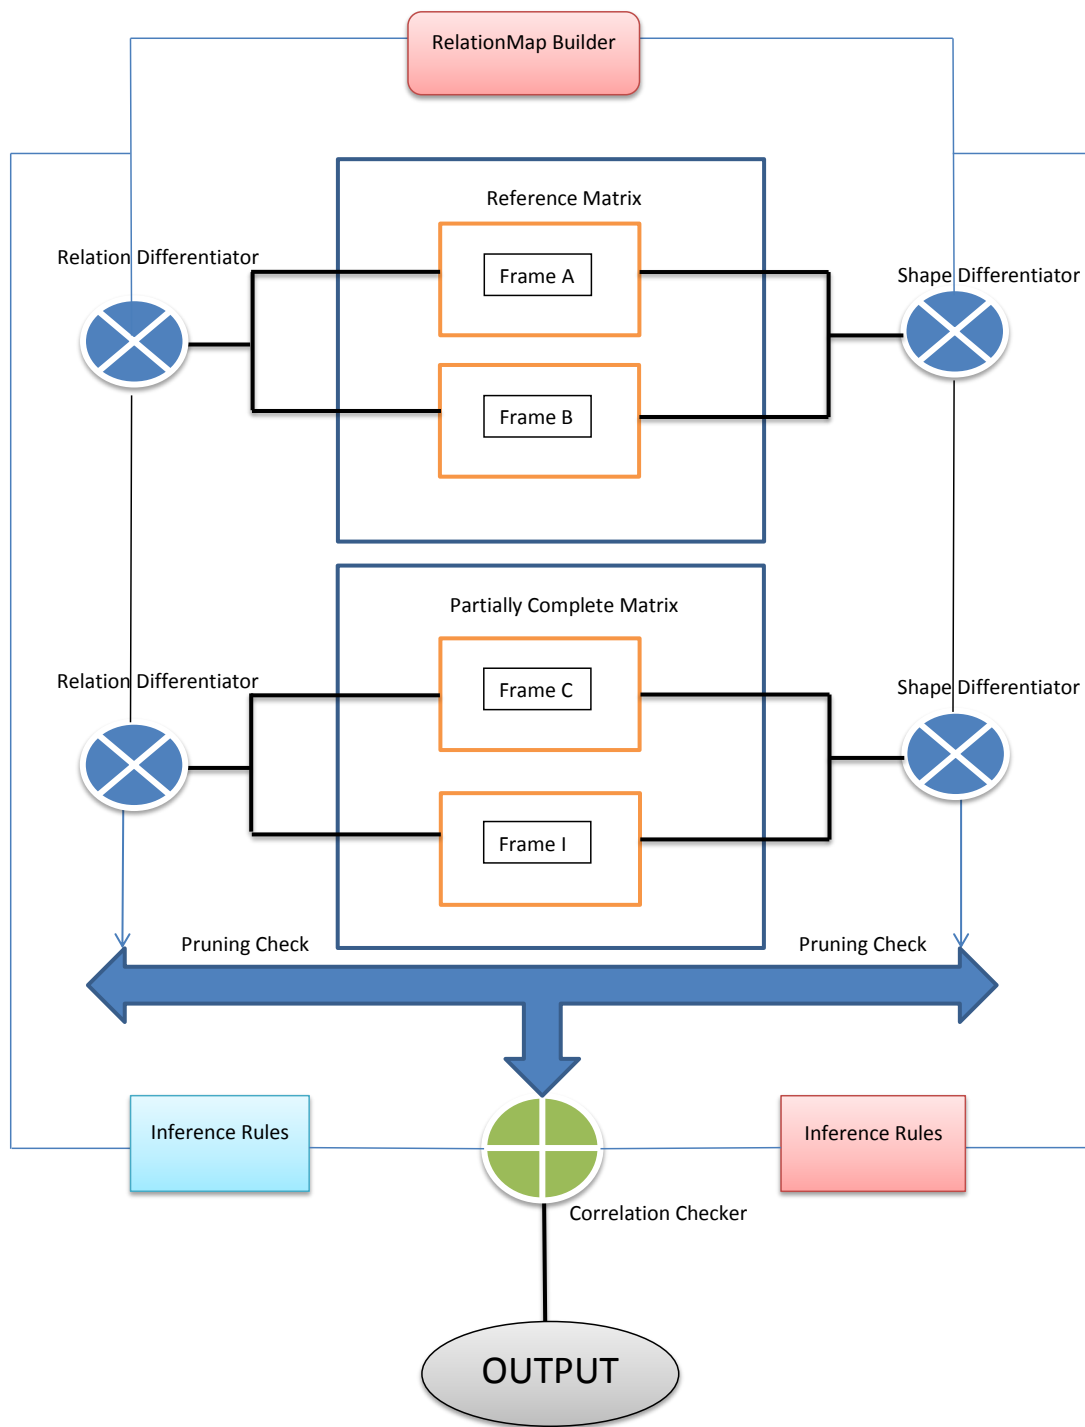 RelationMap Builder
Reference Matrix
Relation Differentiator
Frame A
Shape Differentiator
Frame B
Partially Complete Matrix
Relation Differentiator
Frame C
Shape Differentiator
Frame I
Pruning Check
Pruning Check
Inference Rules
Inference Rules
Correlation Checker
OUTPUT